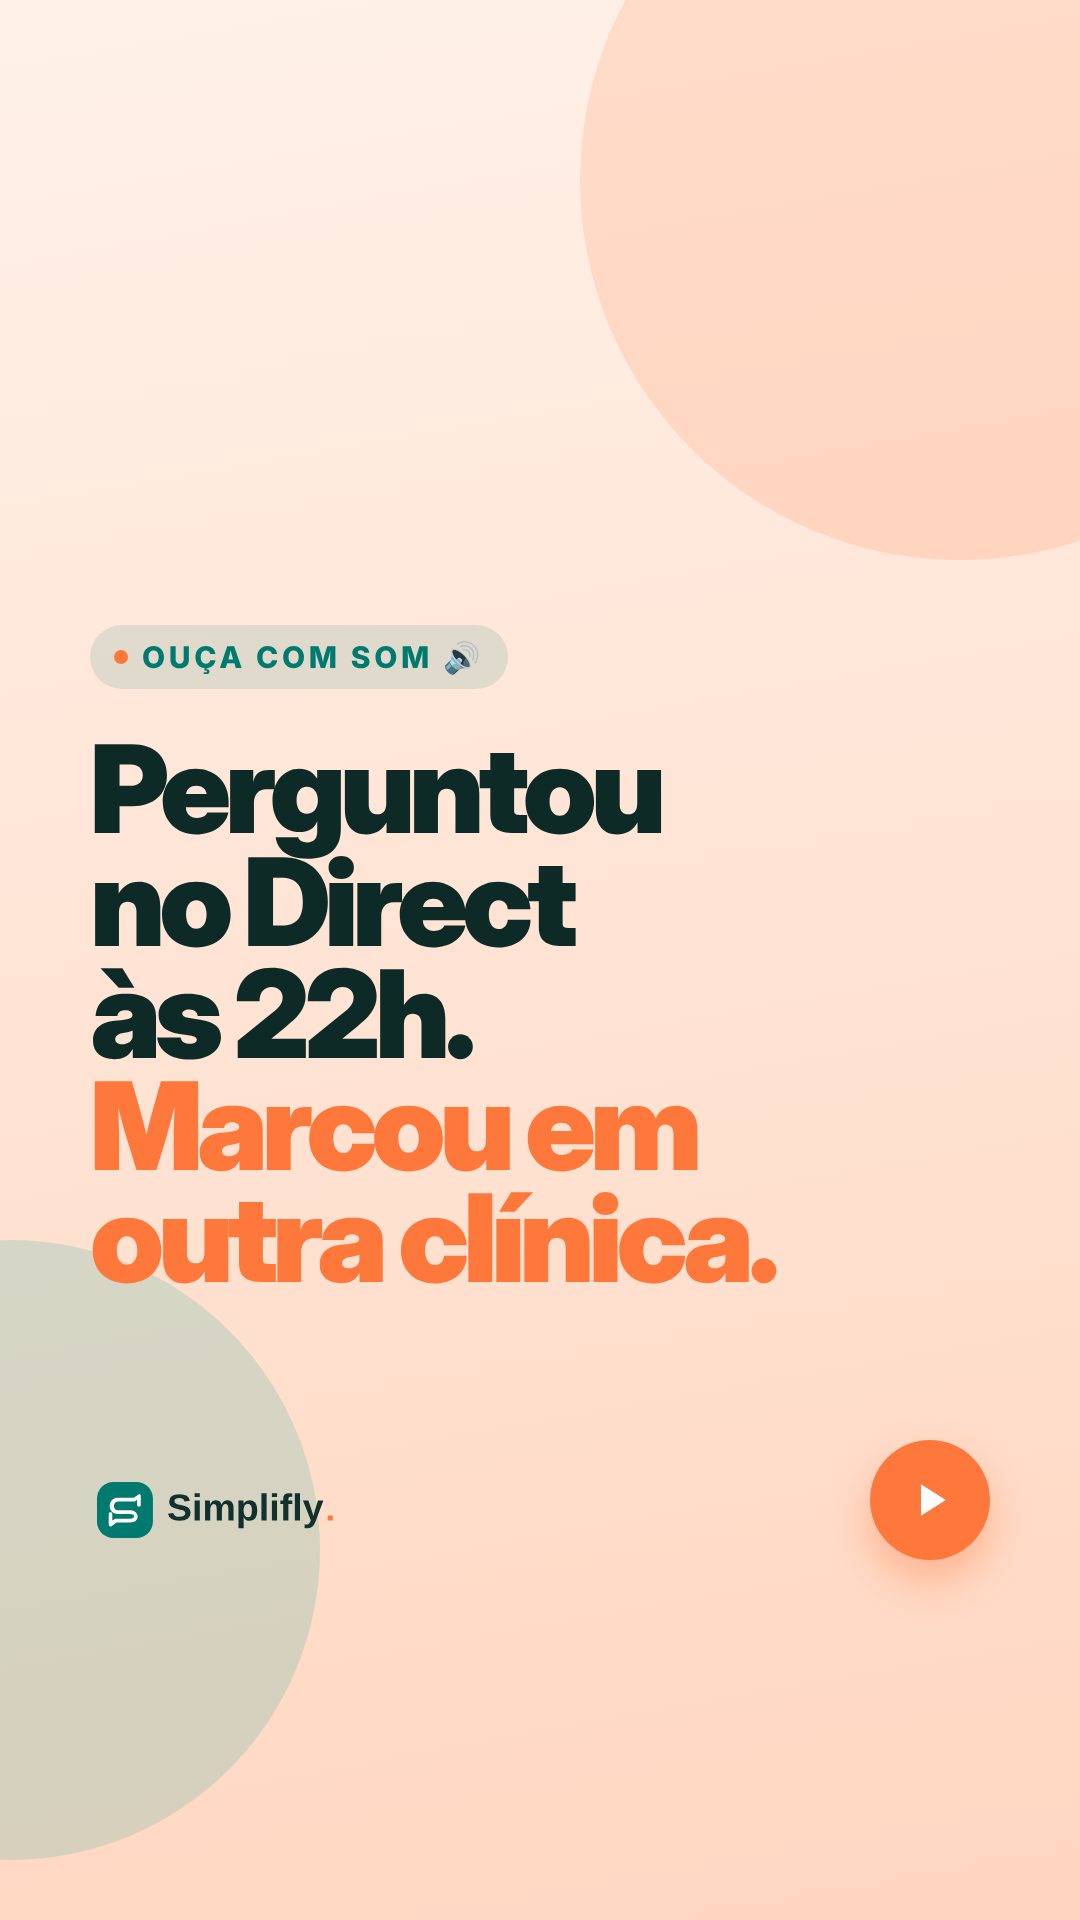 OUÇA COM SOM 🔊
Perguntou
no Direct
às 22h.
Marcou em
outra clínica.
Simplifly.